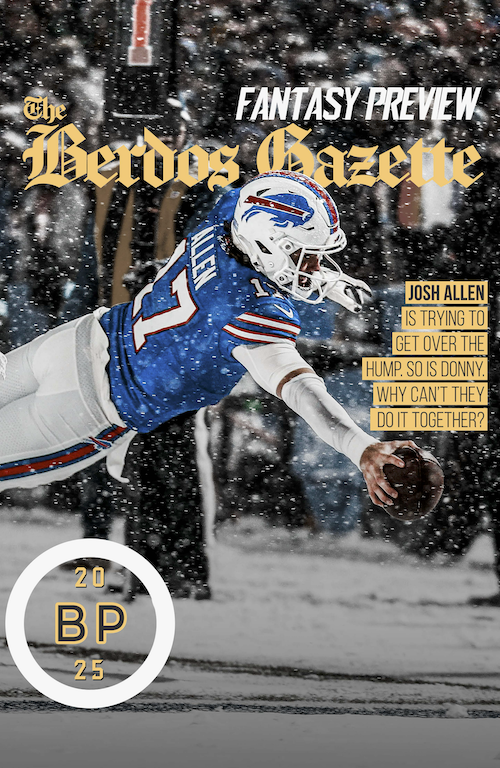 FANTASY PREVIEW
The
Berdos Gazette
ALLEN
17
17
JOSH ALLEN
IS TRYING TO
GET OVER THE
HUMP. SO IS DONNY.
WHY CAN'T THEY
DO IT TOGETHER?
20
BP
25